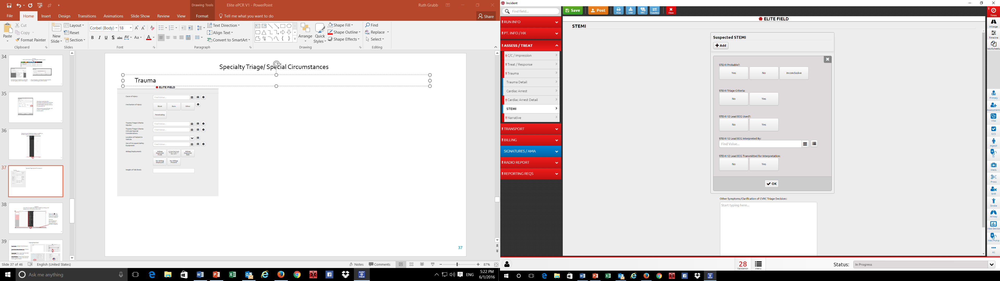 Drawing Tools
Elite ePCR V1 - PowerPoint
Ruth Grubb
File
Home
Insert
Design
Transitions
Animations
Slide Show
Review
View
Format
Tell me what you want to do
Share
Paste
Cut
Copy
Format Painter
Clipboard
New
Slide
Layout
Reset
Section
Slides
Corbel (Body)
18
B I U S abc AV Aa A
Font
Text Direction
Align Text
Convert to SmartArt
Paragraph
Arrange
Quick
Styles
Shape Fill
Shape Outline
Shape Effects
Drawing
Find
Replace
Select
Editing
34
35
36
37
38
39
Specialty Triage/ Special Circumstances
Trauma
ELITE FIELD
Cause of Injury:
Find Value...
Mechanism of Injury:
Blunt
Burn
Other
Penetrating
Trauma Triage Criteria-
Injuries:
Find Value...
Trauma Triage Criteria-
MOI and Special
Considerations:
Find Value...
Location of Patient in
Vehicle:
Use of Occupant Safety
Equipment:
Find Value...
Airbag Deployment:
Airbag
Deployed
Front
Airbag
Deployed
Side
No Airbag
Deployed
No Airbag
Present
Height of Fall (feet):
37
Slide 37 of 46
English (United States)
Notes
Comments
87%
Ask me anything
ENG
5:22 PM
6/1/2016
Incident
Find field...
Save
Post
Print
CAD
EKG
Transfers
Close
ELITE FIELD
! RUN INFO
! PT. INFO / HX
! ASSESS / TREAT
! C/C / Impression
! Treat / Response
! Trauma
Trauma Detail
Cardiac Arrest
! Cardiac Arrest Detail
STEMI
! Narrative
! TRANSPORT
! BILLING
SIGNATURES / AMA
! RADIO REPORT
! REPORTING REQS
STEMI
Suspected STEMI
Add
STEMI Probable?:
Yes
No
Inconclusive
STEMI Triage Criteria:
No
Yes
STEMI 12 Lead ECG Used?:
No
Yes
STEMI 12 Lead ECG Interpreted By:
Find Value...
STEMI 12 Lead ECG Transmitted for Interpretation:
No
Yes
OK
Other Symptoms/Clarification of CVRC Triage Decision::
Start typing here...
Times
Mileage
Timeline
Worksheets
Primary
Assessments
Vital
GCS
PQRST
IV
Meds
Procs
SMR
Stroke
Airway
Med Device
Med Pump
All
28
Validation
Menu
Status:
In Progress